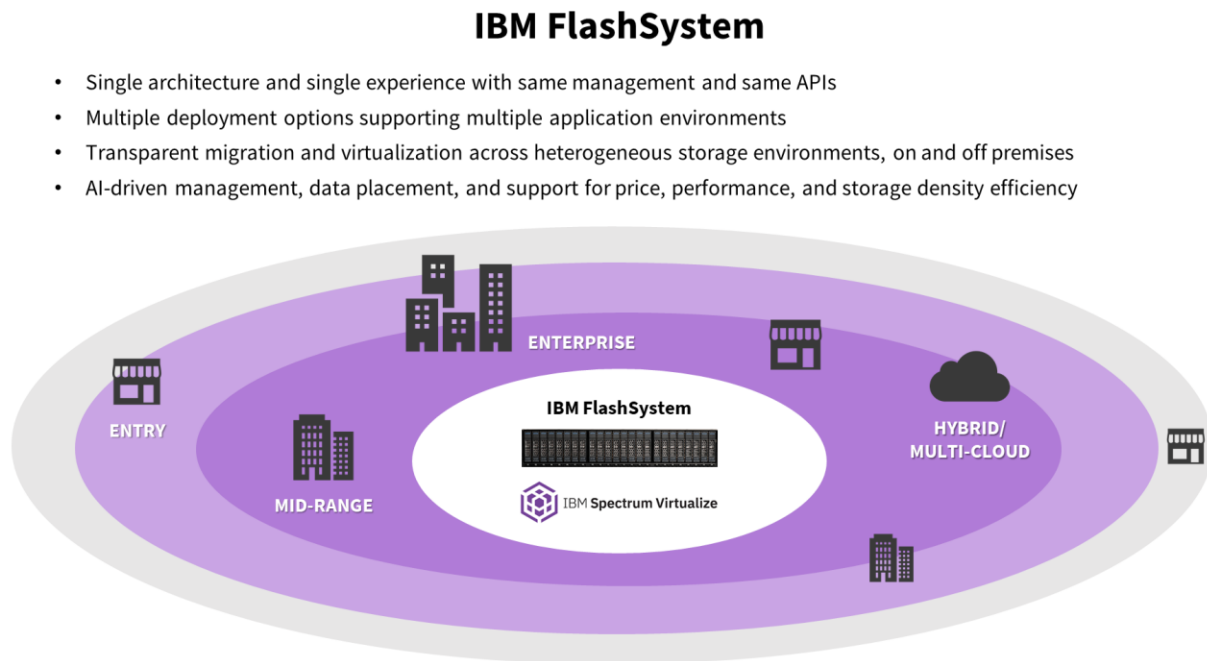 IBM FlashSystem
• Single architecture and single experience with same management and same APIs
• Multiple deployment options supporting multiple application environments
• Transparent migration and virtualization across heterogeneous storage environments, on and off premises
• AI-driven management, data placement, and support for price, performance, and storage density efficiency
ENTERPRISE
ENTRY
MID-RANGE
IBM FlashSystem
IBM Spectrum Virtualize
HYBRID/
MULTI-CLOUD